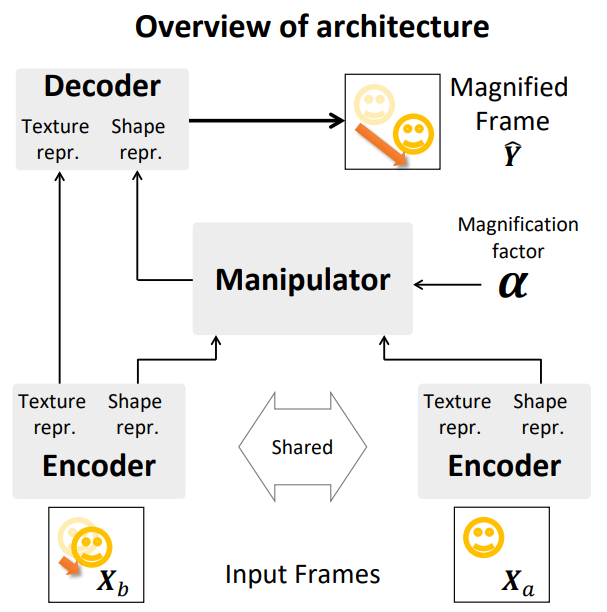 Overview of architecture
Decoder
Texture repr.
Shape repr.
Magnified
Frame
Ŷ
Magnification
factor
α
Manipulator
Texture repr.
Shape repr.
Encoder
Shared
Texture repr.
Shape repr.
Encoder
X_b
Input Frames
X_a